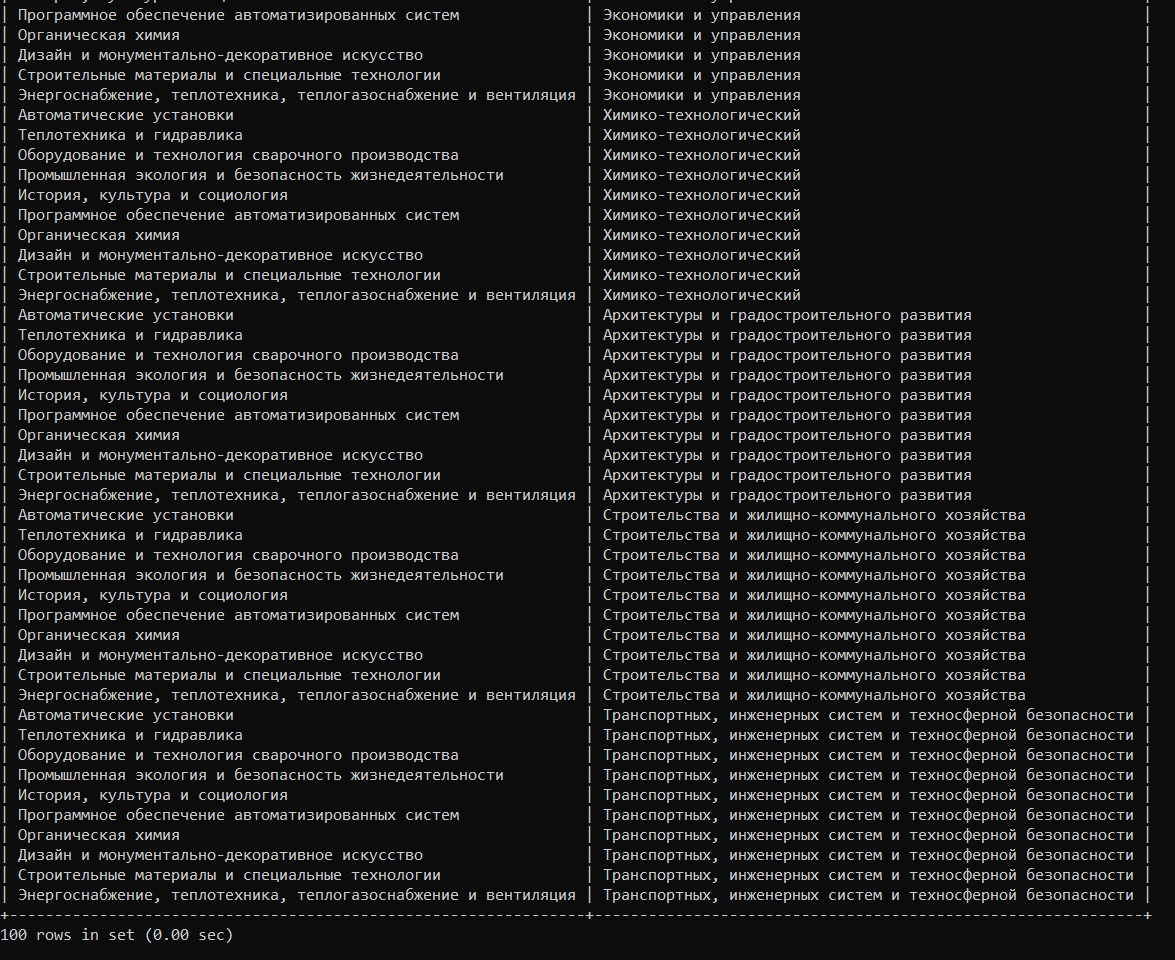 | Программное обеспечение автоматизированных систем | Экономики и управления |
| Органическая химия | Экономики и управления |
| Дизайн и монументально-декоративное искусство | Экономики и управления |
| Строительные материалы и специальные технологии | Экономики и управления |
| Энергоснабжение, теплотехника, теплогазоснабжение и вентиляция | Экономики и управления |
| Автоматические установки | Химико-технологический |
| Теплотехника и гидравлика | Химико-технологический |
| Оборудование и технология сварочного производства | Химико-технологический |
| Промышленная экология и безопасность жизнедеятельности | Химико-технологический |
| История, культура и социология | Химико-технологический |
| Программное обеспечение автоматизированных систем | Химико-технологический |
| Органическая химия | Химико-технологический |
| Дизайн и монументально-декоративное искусство | Химико-технологический |
| Строительные материалы и специальные технологии | Химико-технологический |
| Энергоснабжение, теплотехника, теплогазоснабжение и вентиляция | Химико-технологический |
| Автоматические установки | Архитектуры и градостроительного развития |
| Теплотехника и гидравлика | Архитектуры и градостроительного развития |
| Оборудование и технология сварочного производства | Архитектуры и градостроительного развития |
| Промышленная экология и безопасность жизнедеятельности | Архитектуры и градостроительного развития |
| История, культура и социология | Архитектуры и градостроительного развития |
| Программное обеспечение автоматизированных систем | Архитектуры и градостроительного развития |
| Органическая химия | Архитектуры и градостроительного развития |
| Дизайн и монументально-декоративное искусство | Архитектуры и градостроительного развития |
| Строительные материалы и специальные технологии | Архитектуры и градостроительного развития |
| Энергоснабжение, теплотехника, теплогазоснабжение и вентиляция | Архитектуры и градостроительного развития |
| Автоматические установки | Строительства и жилищно-коммунального хозяйства |
| Теплотехника и гидравлика | Строительства и жилищно-коммунального хозяйства |
| Оборудование и технология сварочного производства | Строительства и жилищно-коммунального хозяйства |
| Промышленная экология и безопасность жизнедеятельности | Строительства и жилищно-коммунального хозяйства |
| История, культура и социология | Строительства и жилищно-коммунального хозяйства |
| Программное обеспечение автоматизированных систем | Строительства и жилищно-коммунального хозяйства |
| Органическая химия | Строительства и жилищно-коммунального хозяйства |
| Дизайн и монументально-декоративное искусство | Строительства и жилищно-коммунального хозяйства |
| Строительные материалы и специальные технологии | Строительства и жилищно-коммунального хозяйства |
| Энергоснабжение, теплотехника, теплогазоснабжение и вентиляция | Строительства и жилищно-коммунального хозяйства |
| Автоматические установки | Транспортных, инженерных систем и техносферной безопасности |
| Теплотехника и гидравлика | Транспортных, инженерных систем и техносферной безопасности |
| Оборудование и технология сварочного производства | Транспортных, инженерных систем и техносферной безопасности |
| Промышленная экология и безопасность жизнедеятельности | Транспортных, инженерных систем и техносферной безопасности |
| История, культура и социология | Транспортных, инженерных систем и техносферной безопасности |
| Программное обеспечение автоматизированных систем | Транспортных, инженерных систем и техносферной безопасности |
| Органическая химия | Транспортных, инженерных систем и техносферной безопасности |
| Дизайн и монументально-декоративное искусство | Транспортных, инженерных систем и техносферной безопасности |
| Строительные материалы и специальные технологии | Транспортных, инженерных систем и техносферной безопасности |
| Энергоснабжение, теплотехника, теплогазоснабжение и вентиляция | Транспортных, инженерных систем и техносферной безопасности |
+----------------------------------------------------------------+-------------------------------------------------------------+
100 rows in set (0.00 sec)